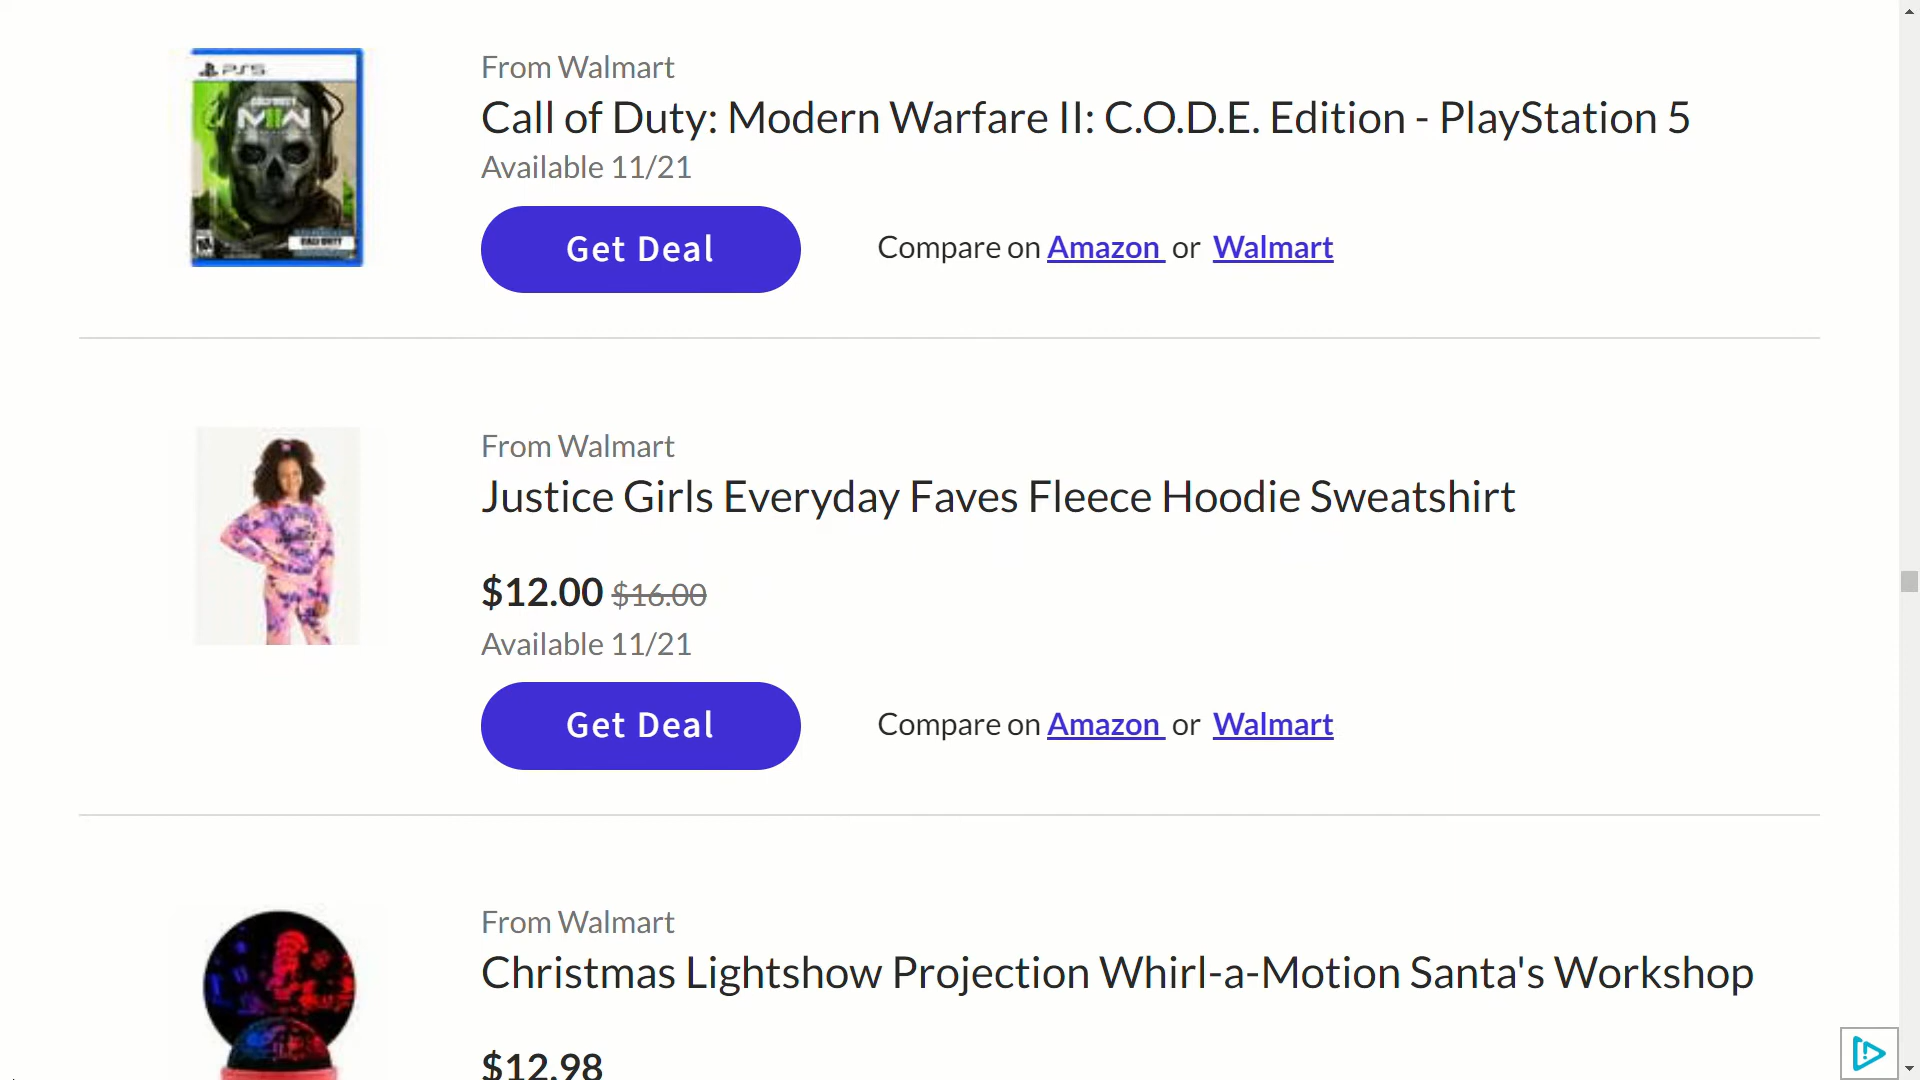 PS5
From Walmart
Call of Duty: Modern Warfare II: C.O.D.E. Edition - PlayStation 5
Available 11/21
Get Deal
Compare on Amazon or Walmart
From Walmart
Justice Girls Everyday Faves Fleece Hoodie Sweatshirt
$12.00 $16.00
Available 11/21
Get Deal
Compare on Amazon or Walmart
From Walmart
Christmas Lightshow Projection Whirl-a-Motion Santa's Workshop
$12.98